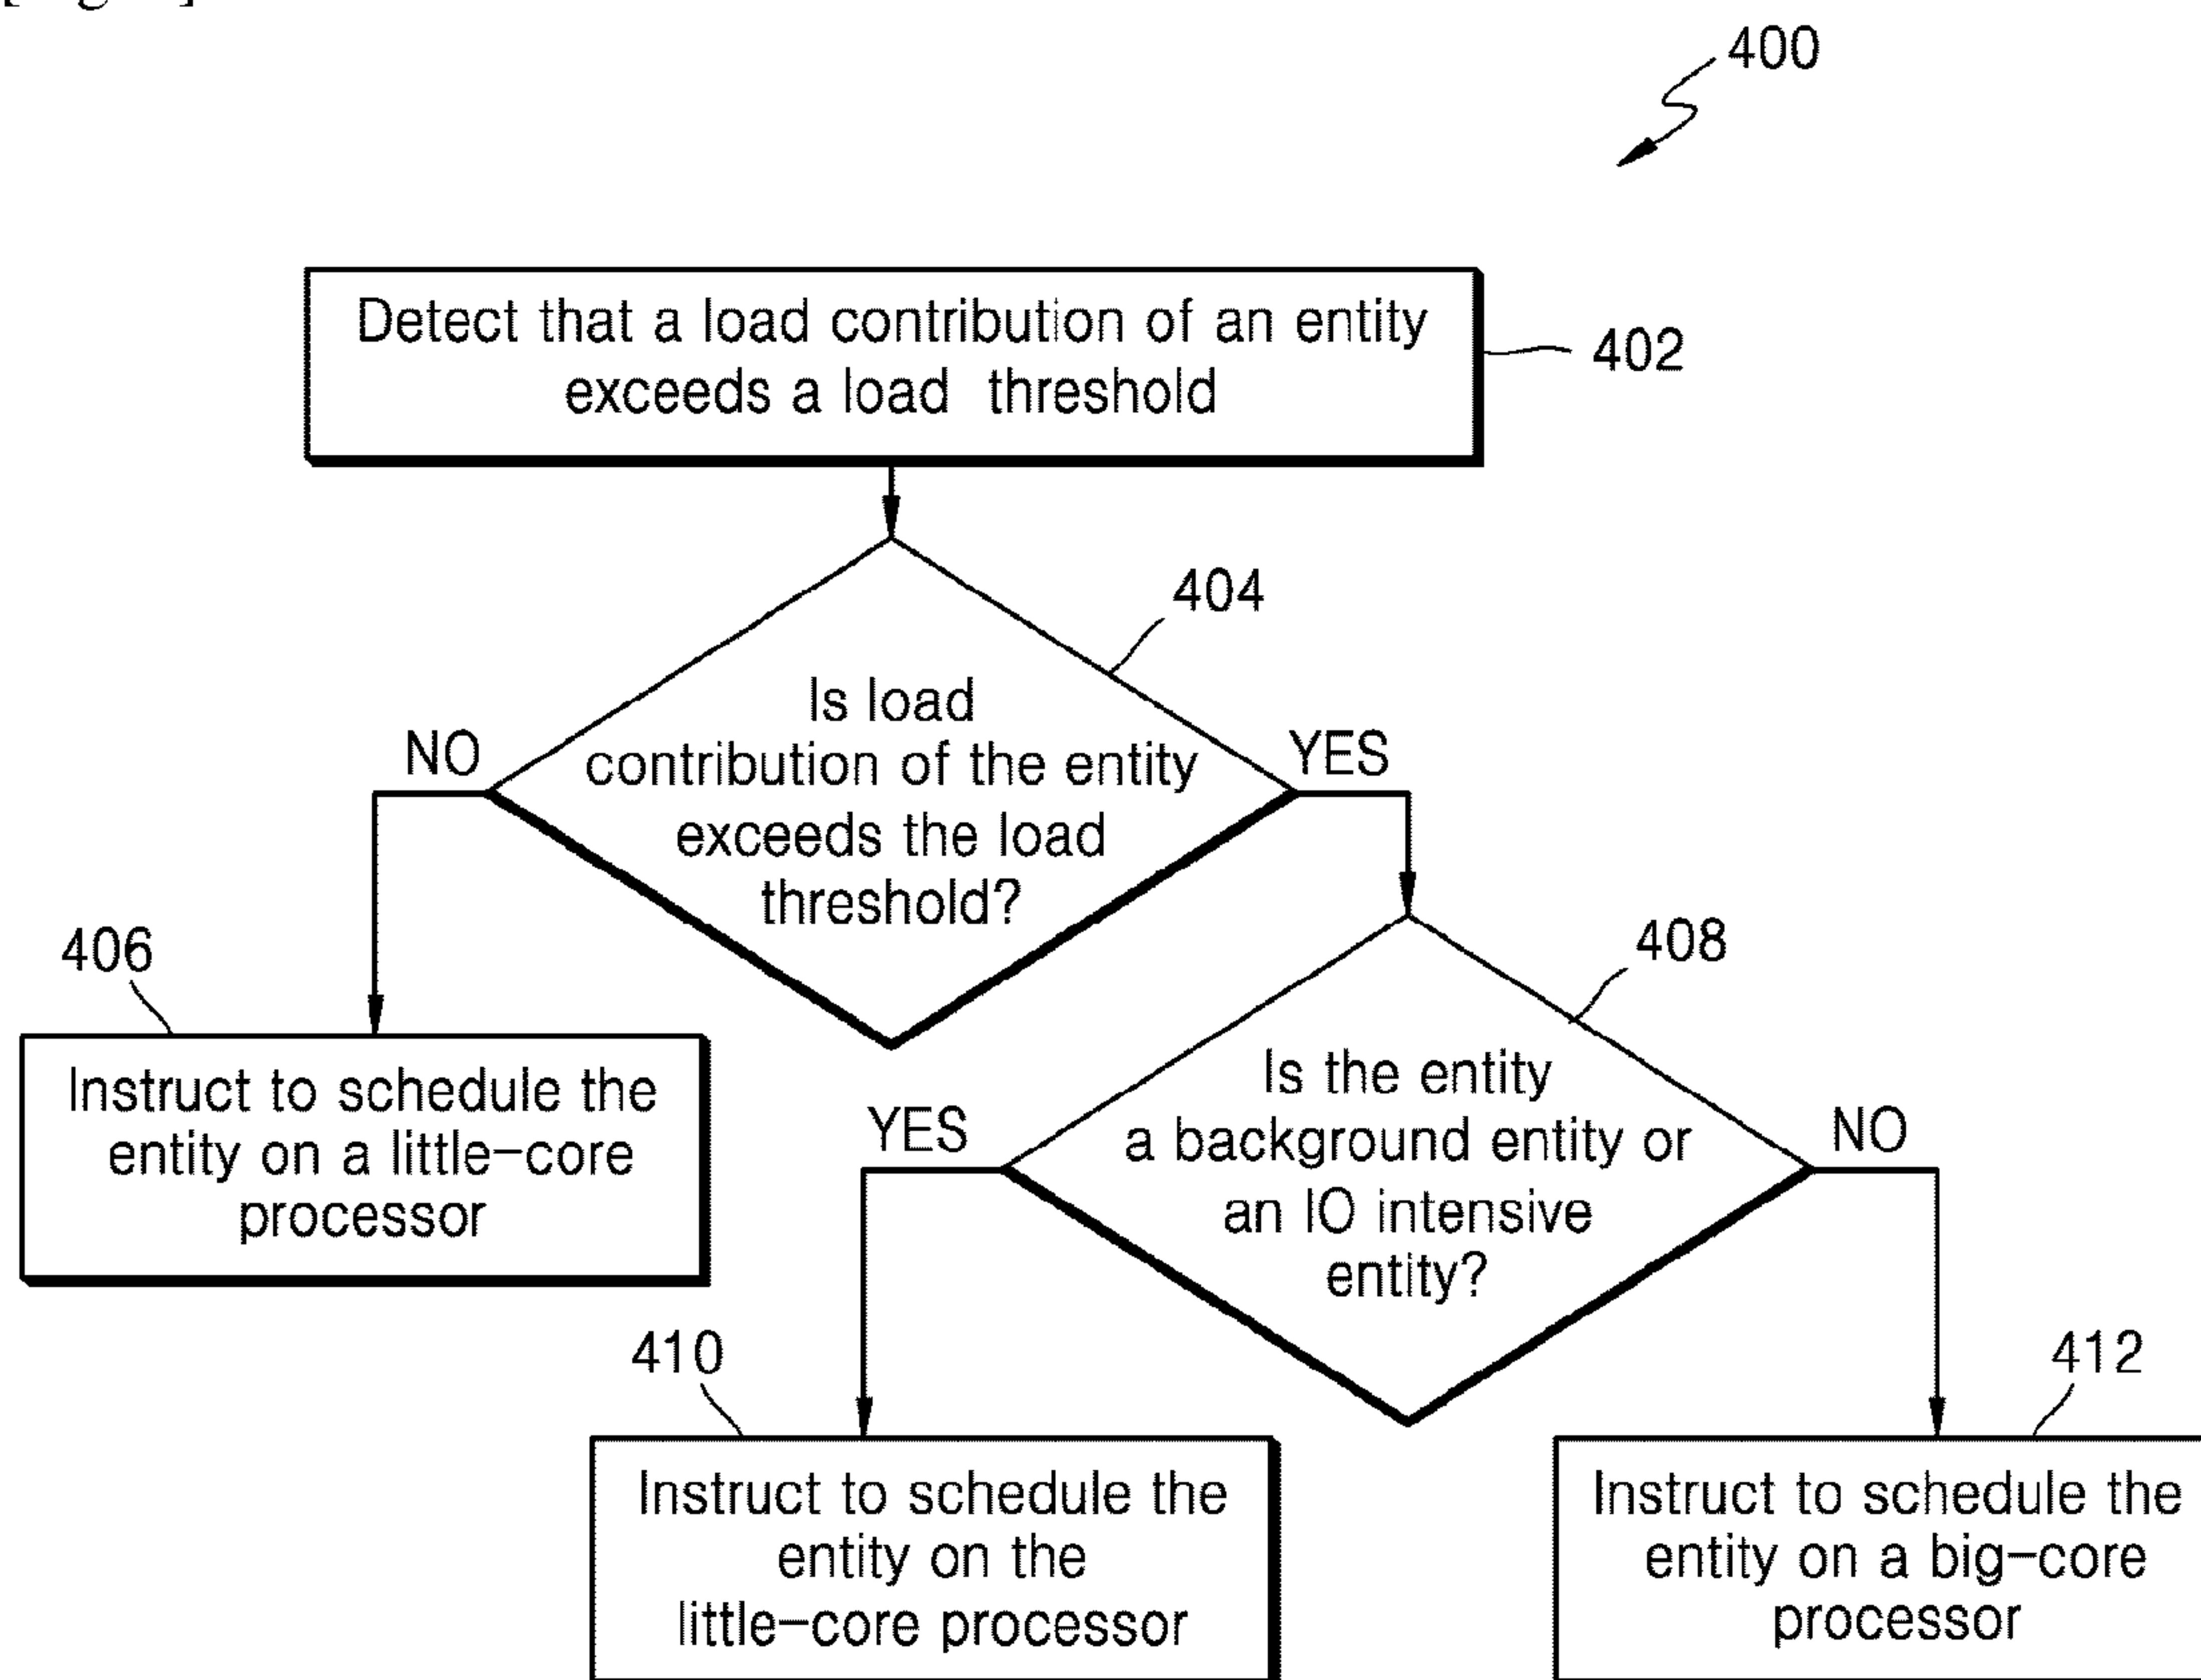 400
Detect that a load contribution of an entity
exceeds a load threshold
402
404
Is load
contribution of the entity
exceeds the load
threshold?
NO
YES
406
Instruct to schedule the
entity on a little-core
processor
408
Is the entity
a background entity or
an IO intensive
entity?
YES
NO
410
Instruct to schedule the
entity on the
little-core processor
412
Instruct to schedule the
entity on a big-core
processor